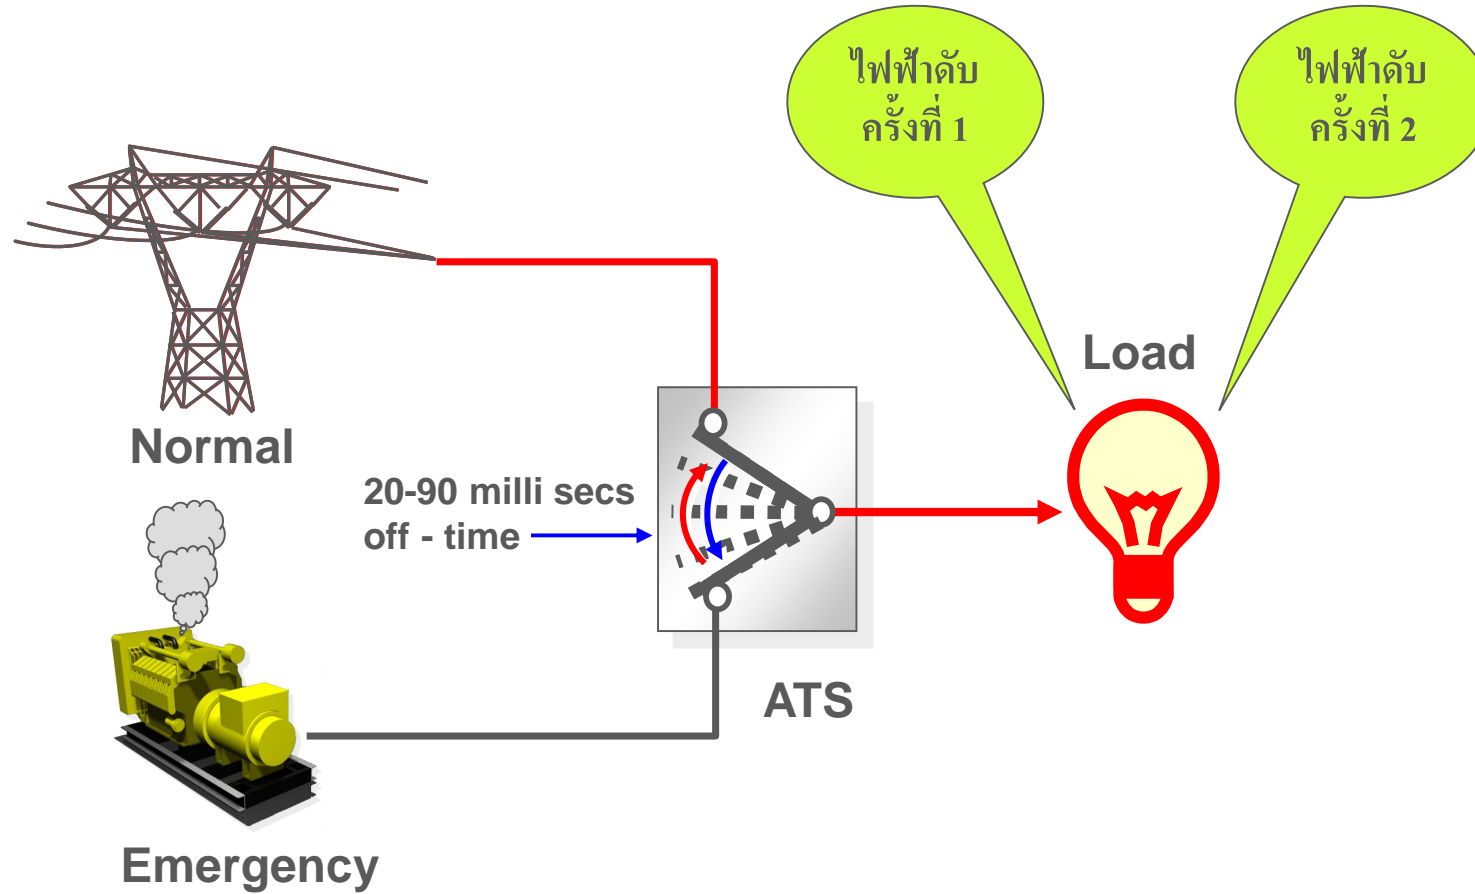 ไฟฟ้าดับ
ครั้งที่ 1
ไฟฟ้าดับ
ครั้งที่ 2
Load
Normal
20-90 milli secs
off - time
ATS
Emergency